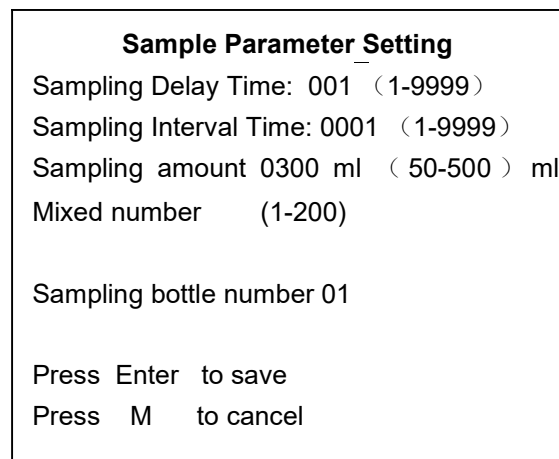 Sample Parameter Setting
Sampling Delay Time: 001 （1-9999）
Sampling Interval Time: 0001 （1-9999）
Sampling amount 0300 ml （50-500） ml
Mixed number (1-200)
Sampling bottle number 01
Press Enter to save
Press M to cancel